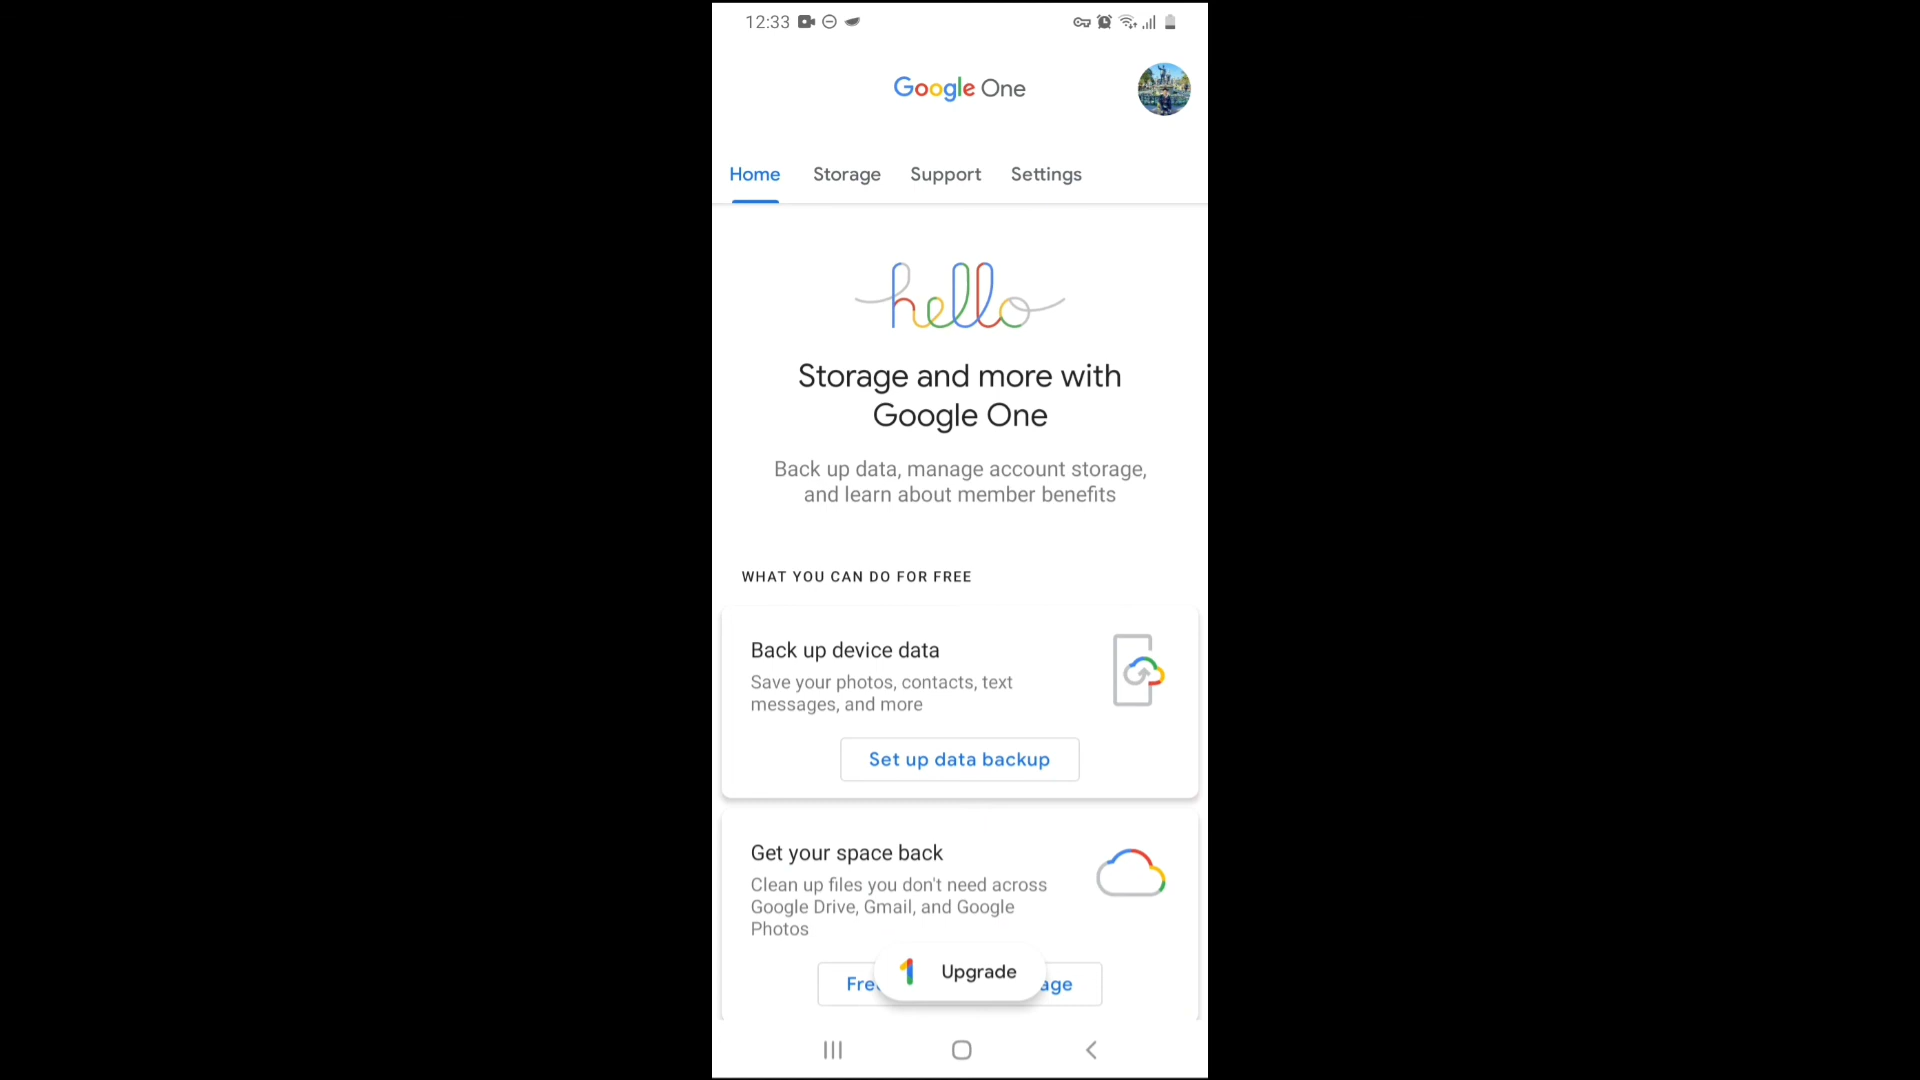 12:33
Google One
Home Storage Support Settings
hello
Storage and more with
Google One
Back up data, manage account storage,
and learn about member benefits
WHAT YOU CAN DO FOR FREE
Back up device data
Save your photos, contacts, text
messages, and more
Set up data backup
Get your space back
Clean up files you don't need across
Google Drive, Gmail, and Google
Photos
Upgrade